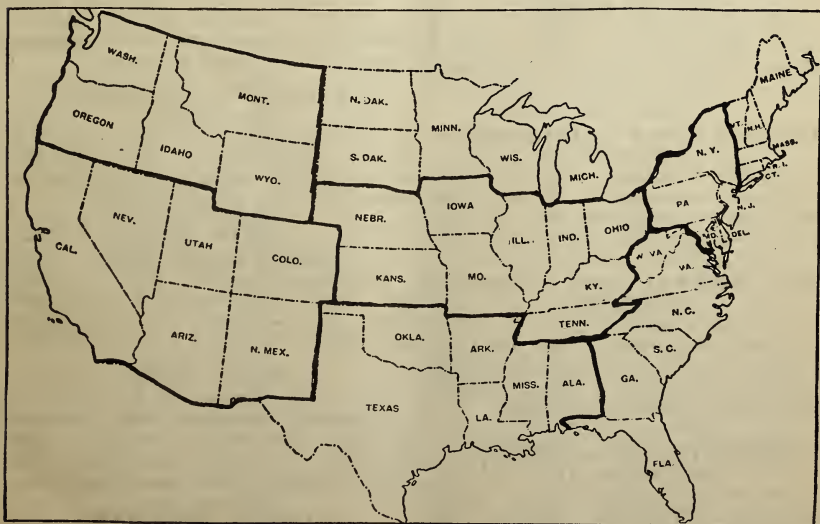 WASH.
OREGON
IDAHO
MONT.
WYO.
N. DAK.
S. DAK.
MINN.
WIS.
MICH.
MAINE
VT.
N.H.
MASS.
R. I.
CT.
N. Y.
PA
N. J.
MD.
DEL.
NEBR.
IOWA
ILL.
IND.
OHIO
W. VA
VA.
KANS.
MO.
KY.
TENN.
N. C.
S. C.
CAL.
NEV.
UTAH
COLO.
ARIZ.
N. MEX.
OKLA.
ARK.
TEXAS
LA.
MISS.
ALA.
GA.
FLA.